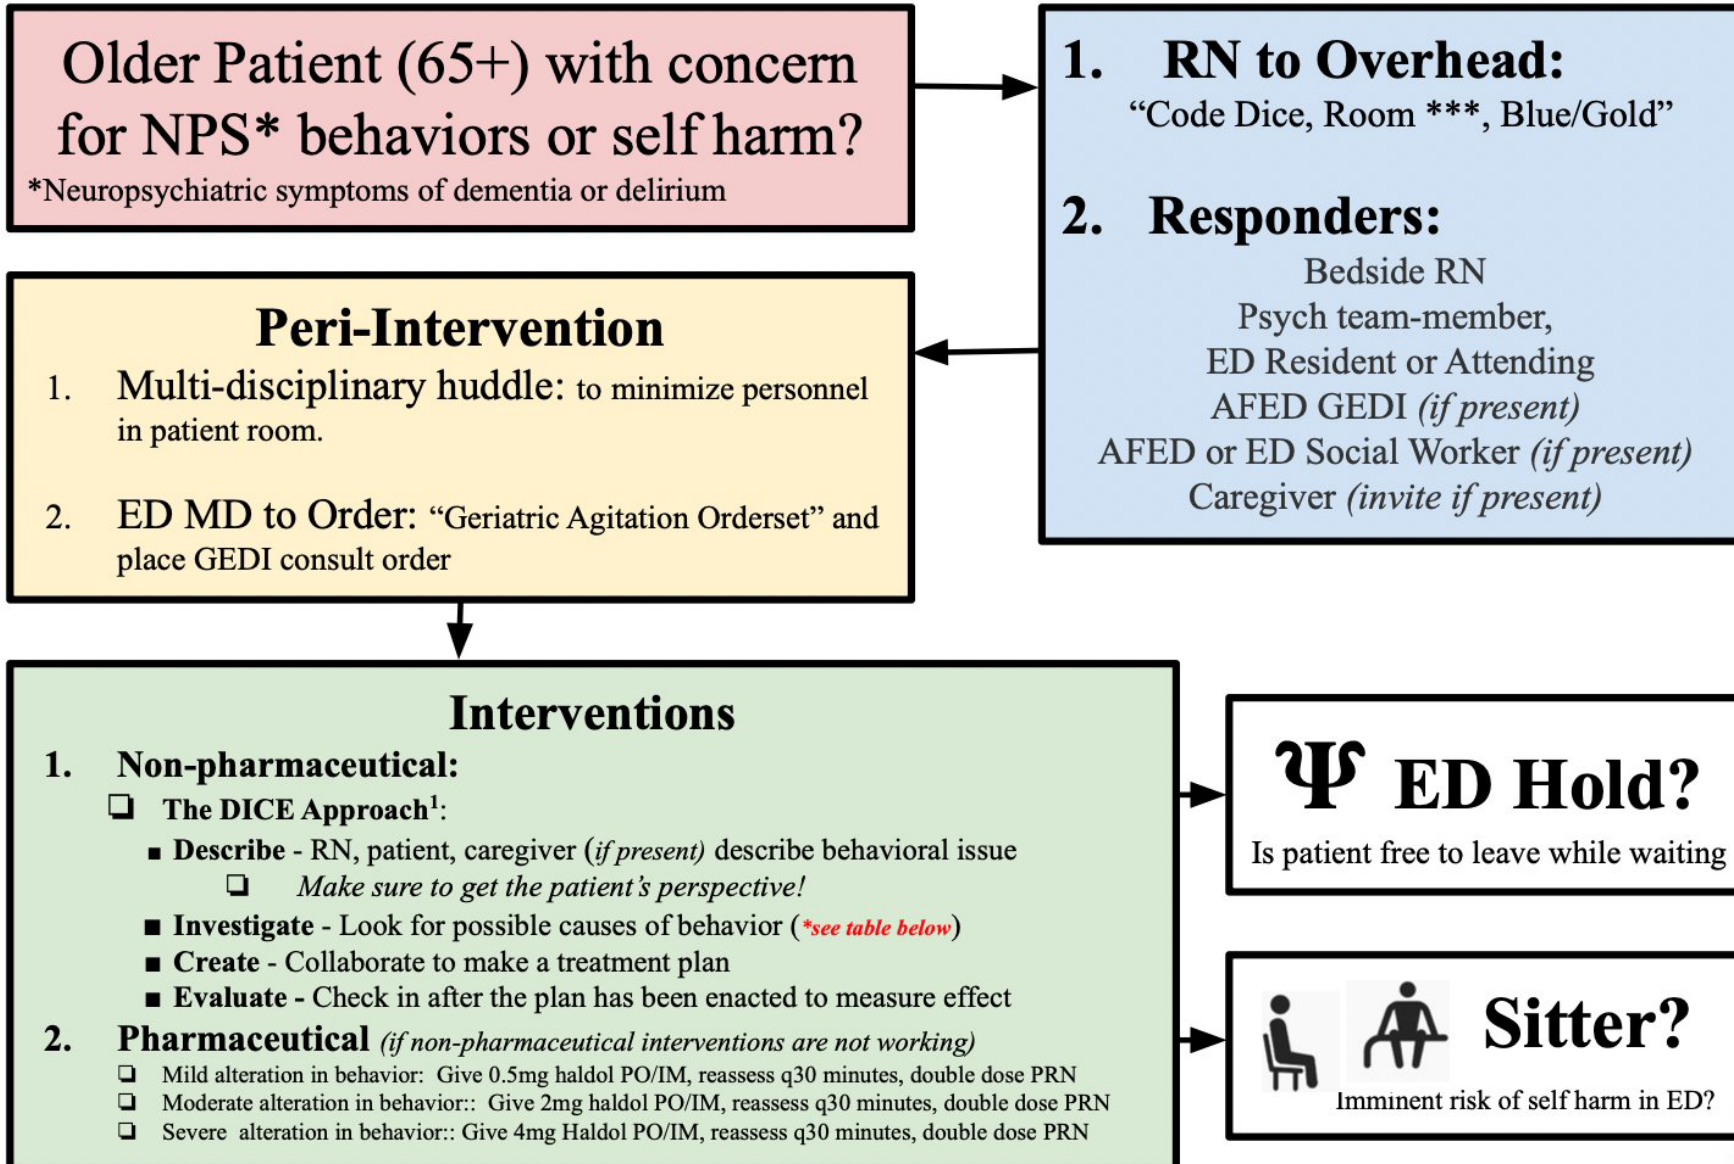 Older Patient (65+) with concern
for NPS* behaviors or self harm?
*Neuropsychiatric symptoms of dementia or delirium
1. RN to Overhead:
“Code Dice, Room ***, Blue/Gold”
2. Responders:
Bedside RN
Psych team-member,
ED Resident or Attending
AFED GEDI (if present)
AFED or ED Social Worker (if present)
Caregiver (invite if present)
Peri-Intervention
1. Multi-disciplinary huddle: to minimize personnel
in patient room.
2. ED MD to Order: “Geriatric Agitation Orderset” and
place GEDI consult order
Interventions
1. Non-pharmaceutical:
❏ The DICE Approach¹:
■ Describe - RN, patient, caregiver (if present) describe behavioral issue
❏ Make sure to get the patient’s perspective!
■ Investigate - Look for possible causes of behavior (*see table below)
■ Create - Collaborate to make a treatment plan
■ Evaluate - Check in after the plan has been enacted to measure effect
2. Pharmaceutical (if non-pharmaceutical interventions are not working)
❏ Mild alteration in behavior: Give 0.5mg haldol PO/IM, reassess q30 minutes, double dose PRN
❏ Moderate alteration in behavior:: Give 2mg haldol PO/IM, reassess q30 minutes, double dose PRN
❏ Severe alteration in behavior:: Give 4mg Haldol PO/IM, reassess q30 minutes, double dose PRN
Ψ ED Hold?
Is patient free to leave while waiting
Sitter?
Imminent risk of self harm in ED?